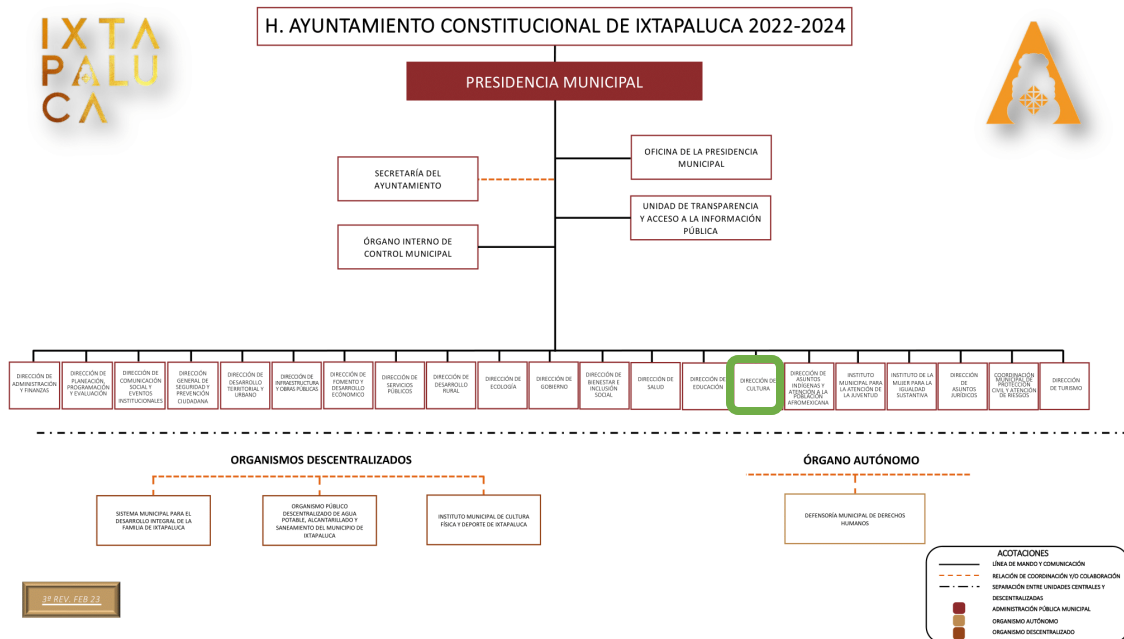 IXTA
PALU
CA
H. AYUNTAMIENTO CONSTITUCIONAL DE IXTAPALUCA 2022-2024
PRESIDENCIA MUNICIPAL
OFICINA DE LA PRESIDENCIA
MUNICIPAL
SECRETARÍA DEL
AYUNTAMIENTO
UNIDAD DE TRANSPARENCIA
Y ACCESO A LA INFORMACIÓN
PÚBLICA
ÓRGANO INTERNO DE
CONTROL MUNICIPAL
DIRECCIÓN DE
ADMINISTRACIÓN
Y FINANZAS
DIRECCIÓN DE
PLANEACIÓN,
PROGRAMACIÓN
Y EVALUACIÓN
DIRECCIÓN DE
COMUNICACIÓN
SOCIAL Y
EVENTOS
INSTITUCIONALES
DIRECCIÓN
GENERAL DE
SEGURIDAD Y
PREVENCIÓN
CIUDADANA
DIRECCIÓN DE
DESARROLLO
TERRITORIAL Y
URBANO
DIRECCIÓN DE
INFRAESTRUCTURA
Y OBRAS PÚBLICAS
DIRECCIÓN DE
FOMENTO Y
DESARROLLO
ECONÓMICO
DIRECCIÓN DE
SERVICIOS
PÚBLICOS
DIRECCIÓN DE
DESARROLLO
RURAL
DIRECCIÓN DE
ECOLOGÍA
DIRECCIÓN DE
GOBIERNO
DIRECCIÓN DE
BIENESTAR E
INCLUSIÓN
SOCIAL
DIRECCIÓN DE
SALUD
DIRECCIÓN DE
EDUCACIÓN
DIRECCIÓN DE
CULTURA
DIRECCIÓN DE
ASUNTOS
INDÍGENAS Y
ATENCIÓN A LA
POBLACIÓN
AFROMEXICANA
INSTITUTO
MUNICIPAL PARA
LA ATENCIÓN DE
LA JUVENTUD
INSTITUTO DE LA
MUJER PARA LA
IGUALDAD
SUSTANTIVA
DIRECCIÓN
DE
ASUNTOS
JURÍDICOS
COORDINACIÓN
MUNICIPAL DE
PROTECCIÓN
CIVIL Y ATENCIÓN
DE RIESGOS
DIRECCIÓN
DE TURISMO
ORGANISMOS DESCENTRALIZADOS
ÓRGANO AUTÓNOMO
SISTEMA MUNICIPAL PARA EL
DESARROLLO INTEGRAL DE LA
FAMILIA DE IXTAPALUCA
ORGANISMO PÚBLICO
DESCENTRALIZADO DE AGUA
POTABLE, ALCANTARILLADO Y
SANEAMIENTO DEL MUNICIPIO DE
IXTAPALUCA
INSTITUTO MUNICIPAL DE CULTURA
FÍSICA Y DEPORTE DE IXTAPALUCA
DEFENSORÍA MUNICIPAL DE DERECHOS
HUMANOS
ACOTACIONES
LÍNEA DE MANDO Y COMUNICACIÓN
RELACIÓN DE COORDINACIÓN Y/O COLABORACIÓN
SEPARACIÓN ENTRE UNIDADES CENTRALES Y
DESCENTRALIZADAS
ADMINISTRACIÓN PÚBLICA MUNICIPAL
ORGANISMO AUTÓNOMO
ORGANISMO DESCENTRALIZADO
3ª REV. FEB 23